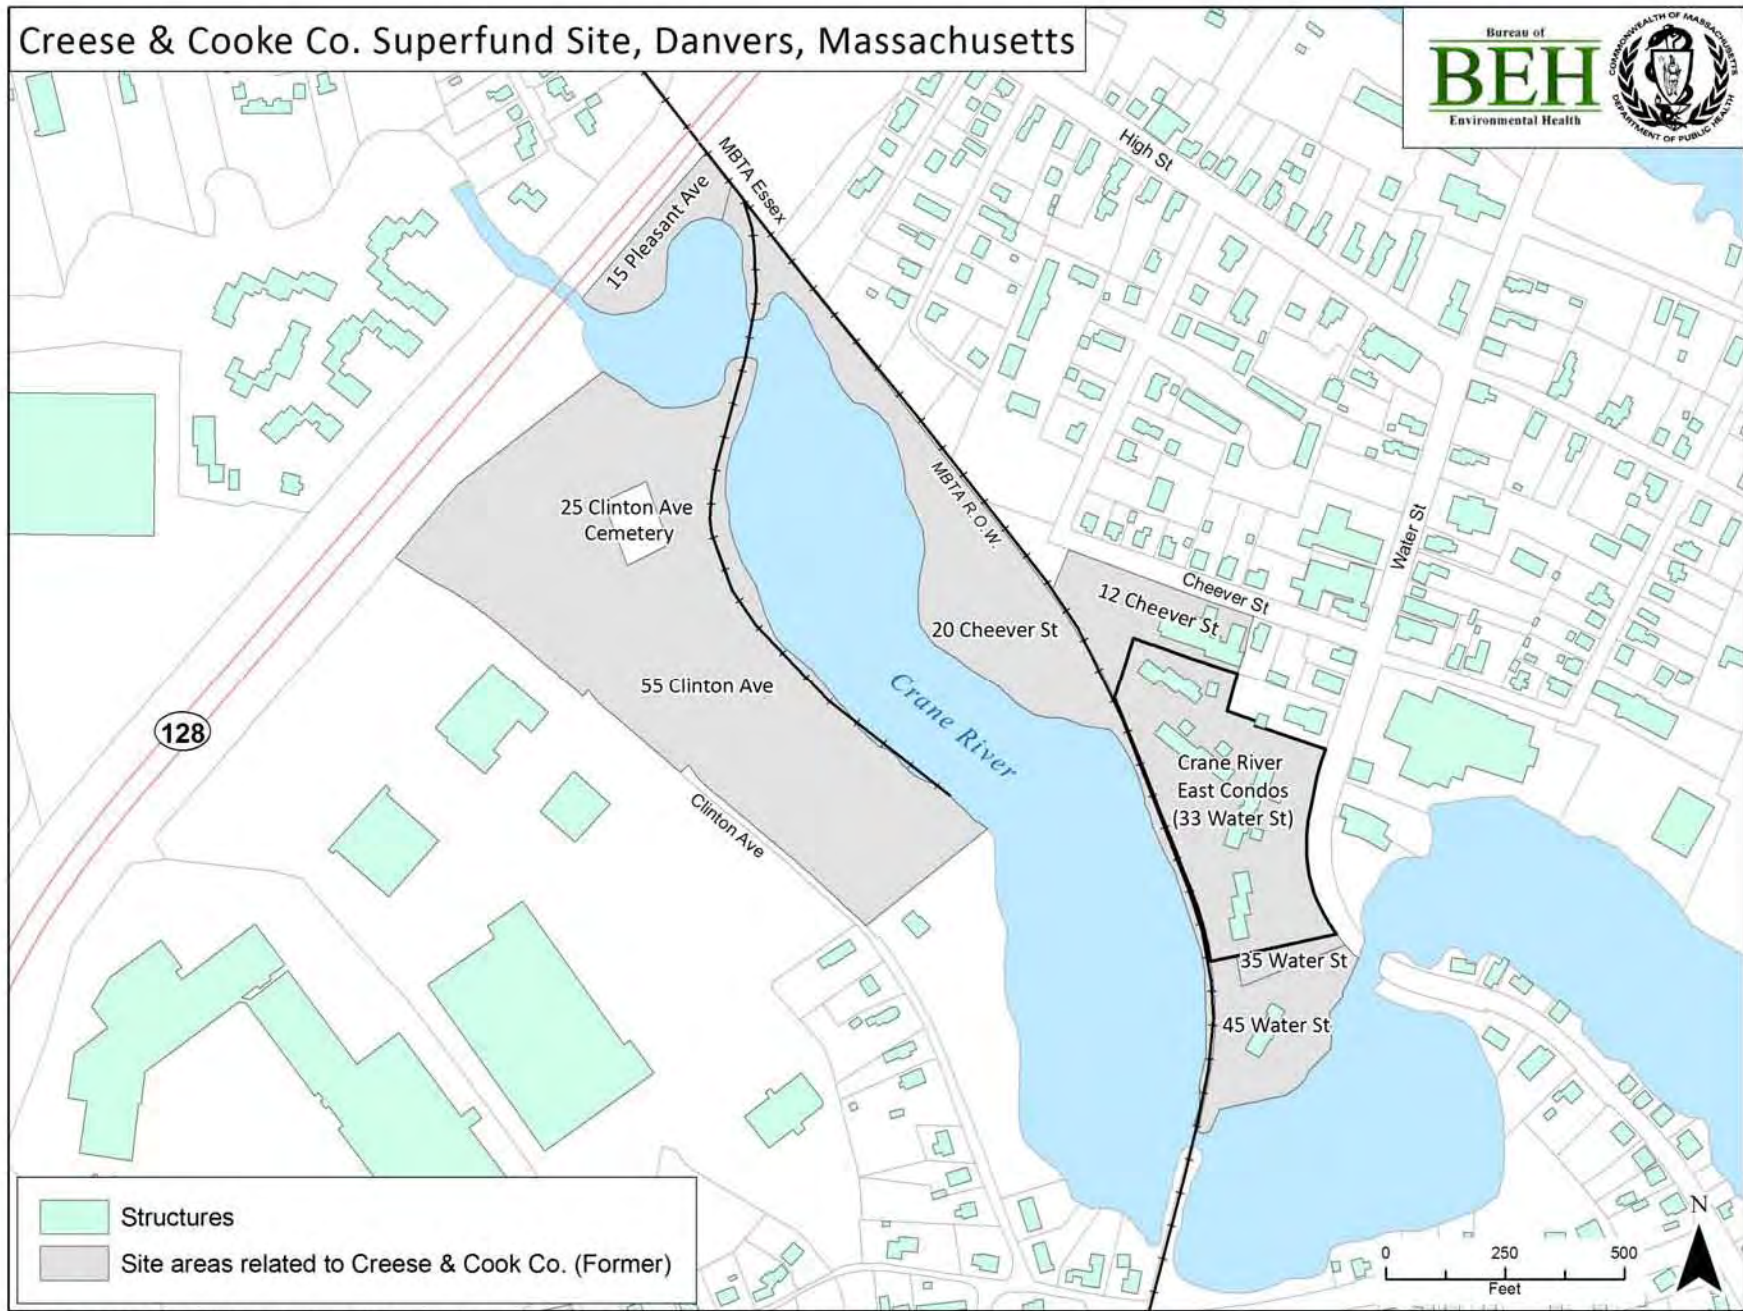 Creese & Cooke Co. Superfund Site, Danvers, Massachusetts
Bureau of
BEH
Environmental Health
COMMONWEALTH OF MASSACHUSETTS
DEPARTMENT OF PUBLIC HEALTH
MBTA Essex
High St
15 Pleasant Ave
25 Clinton Ave
Cemetery
MBTA R.O.W.
Water St
Cheever St
12 Cheever St
20 Cheever St
55 Clinton Ave
Crane River
128
Crane River
East Condos
(33 Water St)
Clinton Ave
35 Water St
45 Water St
Structures
Site areas related to Creese & Cook Co. (Former)
N
0 250 500
Feet